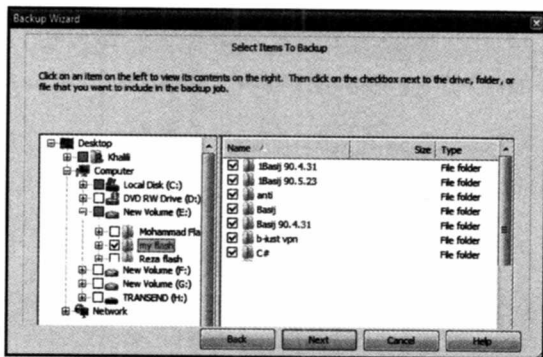 Backup Wizard
Select Items To Backup
Click on an item on the left to view its contents on the right. Then click on the checkbox next to the drive, folder, or
file that you want to include in the backup job.
Desktop
Khalili
Computer
Local Disk (C:)
DVD RW Drive (D:)
New Volume (E:)
Mohammad Fla
my flash
Reza flash
New Volume (F:)
New Volume (G:)
TRANSEND (H:)
Network
Name Size Type
1Basij 90.4.31 File folder
1Basij 90.5.23 File folder
anti File folder
Basij File folder
Basij 90.4.31 File folder
b-iust vpn File folder
C# File folder
Back Next Cancel Help